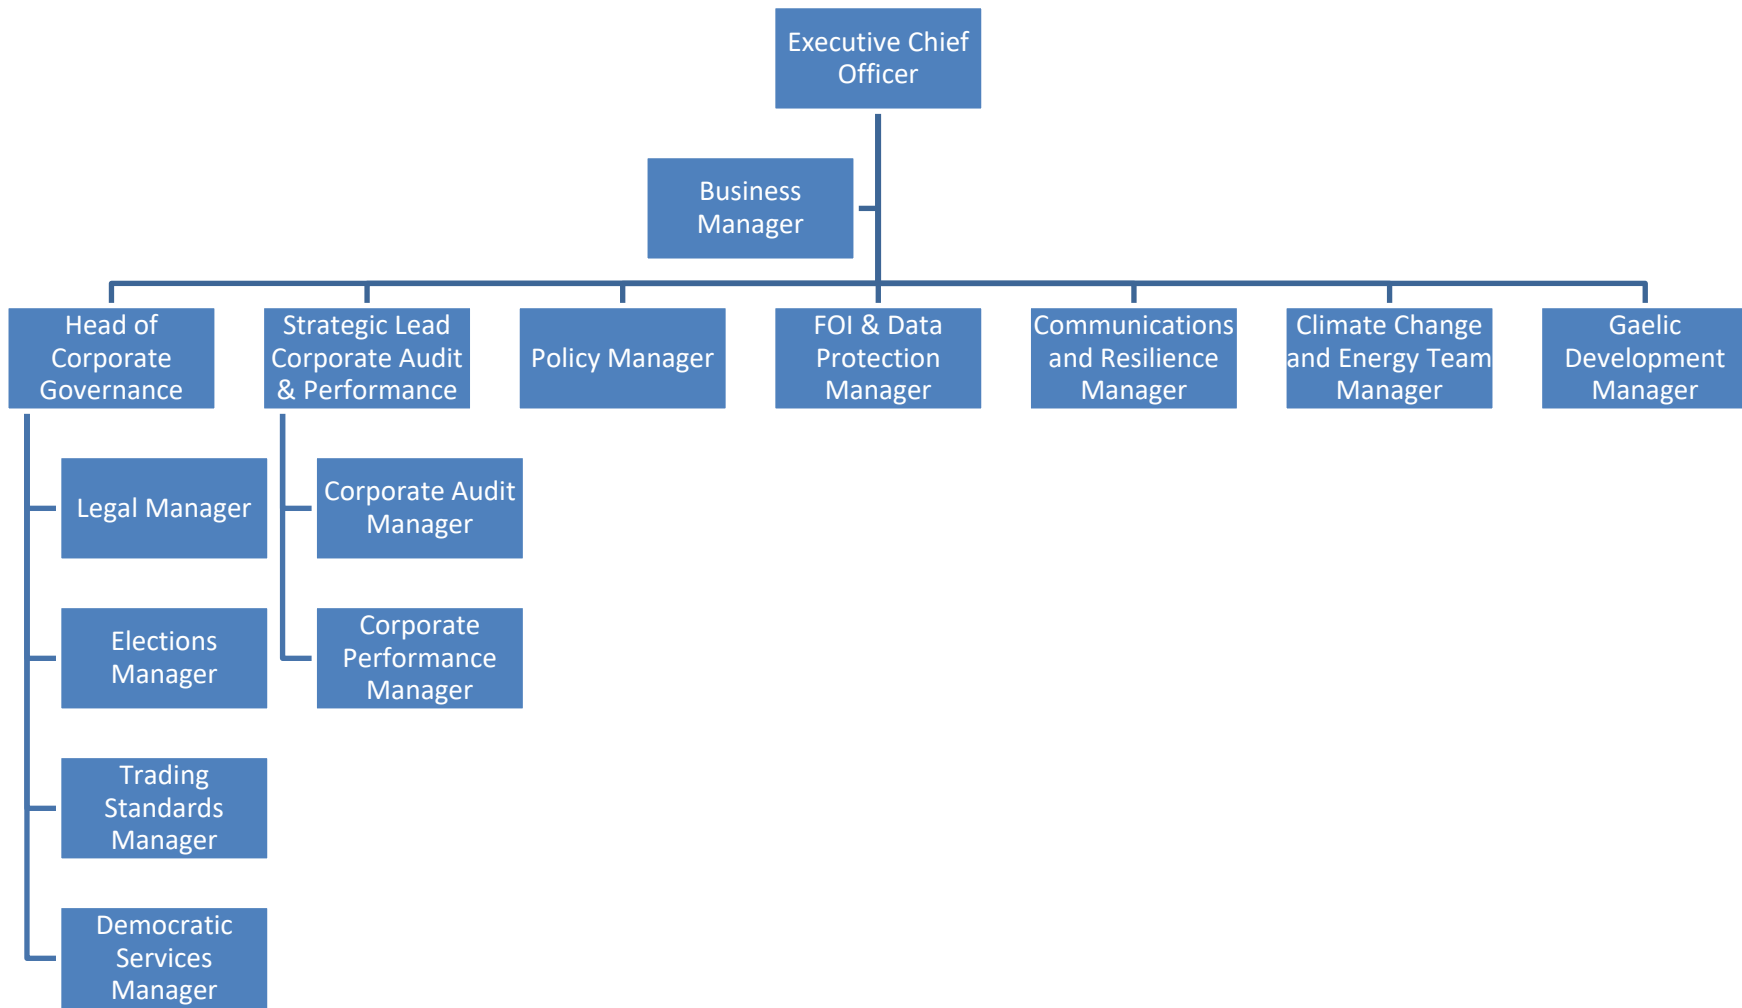 Executive Chief
Officer
Business
Manager
Head of
Corporate
Governance
Strategic Lead
Corporate Audit
& Performance
Policy Manager
FOI & Data
Protection
Manager
Communications
and Resilience
Manager
Climate Change
and Energy Team
Manager
Gaelic
Development
Manager
Legal Manager
Corporate Audit
Manager
Elections
Manager
Corporate
Performance
Manager
Trading
Standards
Manager
Democratic
Services
Manager